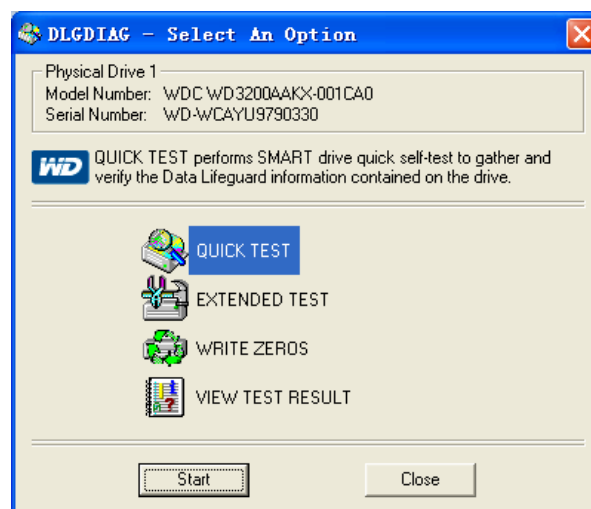 DLGDIAG - Select An Option
Physical Drive 1
Model Number: WDC WD3200AAKX-001CA0
Serial Number: WD-WCAYU9790330
WD
QUICK TEST performs SMART drive quick self-test to gather and
verify the Data Lifeguard information contained on the drive.
QUICK TEST
EXTENDED TEST
WRITE ZEROS
VIEW TEST RESULT
Start
Close